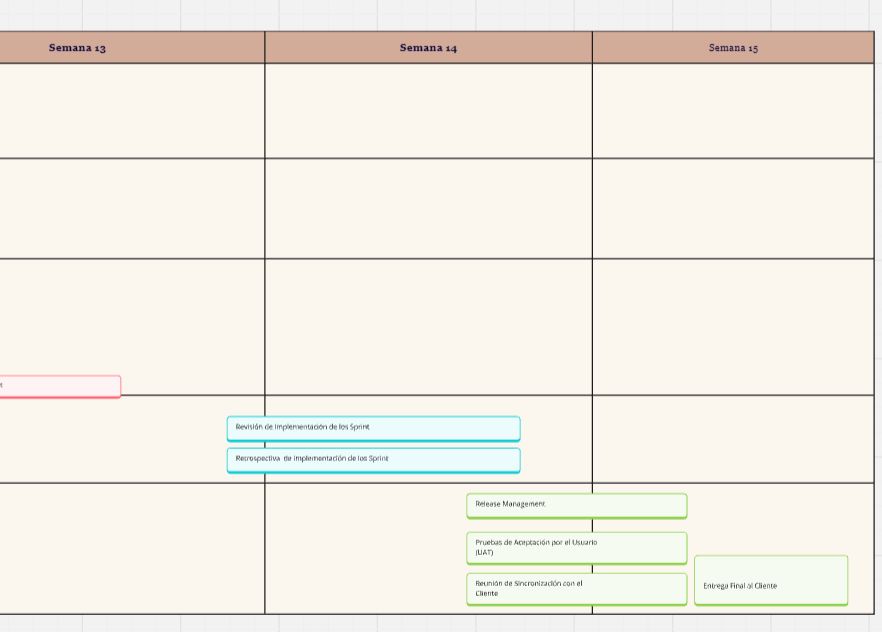 Semana 13
Semana 14
Semana 15
Revisión de Implementación de los Sprint
Recrospectiva de Implementación de los Sprint
Release Management
Pruebas de Aceptación por el Usuario
(UAT)
Reunión de Sincronización con el
Cliente
Entrega Final al Cliente